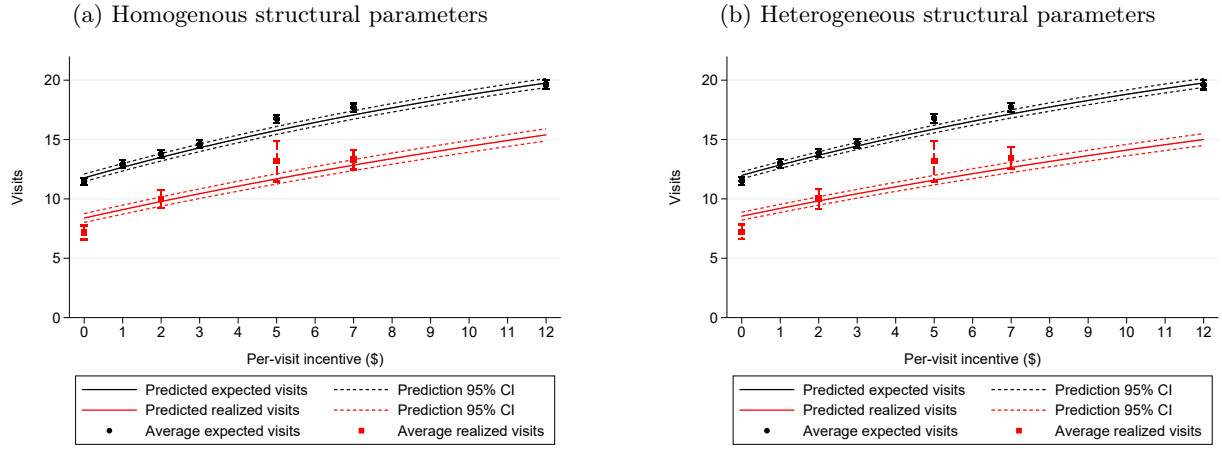 (a) Homogenous structural parameters
20
15
10
5
0
Visits
0 1 2 3 4 5 6 7 8 9 10 11 12
Per-visit incentive ($)
Predicted expected visits
Prediction 95% CI
Predicted realized visits
Prediction 95% CI
Average expected visits
Average realized visits
(b) Heterogeneous structural parameters
20
15
10
5
0
Visits
0 1 2 3 4 5 6 7 8 9 10 11 12
Per-visit incentive ($)
Predicted expected visits
Prediction 95% CI
Predicted realized visits
Prediction 95% CI
Average expected visits
Average realized visits